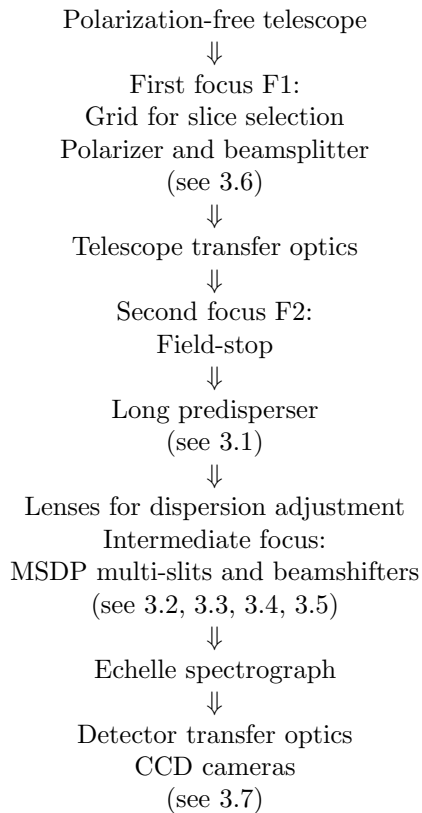 Polarization-free telescope
⇓
First focus F1:
Grid for slice selection
Polarizer and beamsplitter
(see 3.6)
⇓
Telescope transfer optics
⇓
Second focus F2:
Field-stop
⇓
Long predisperser
(see 3.1)
⇓
Lenses for dispersion adjustment
Intermediate focus:
MSDP multi-slits and beamshifters
(see 3.2, 3.3, 3.4, 3.5)
⇓
Echelle spectrograph
⇓
Detector transfer optics
CCD cameras
(see 3.7)